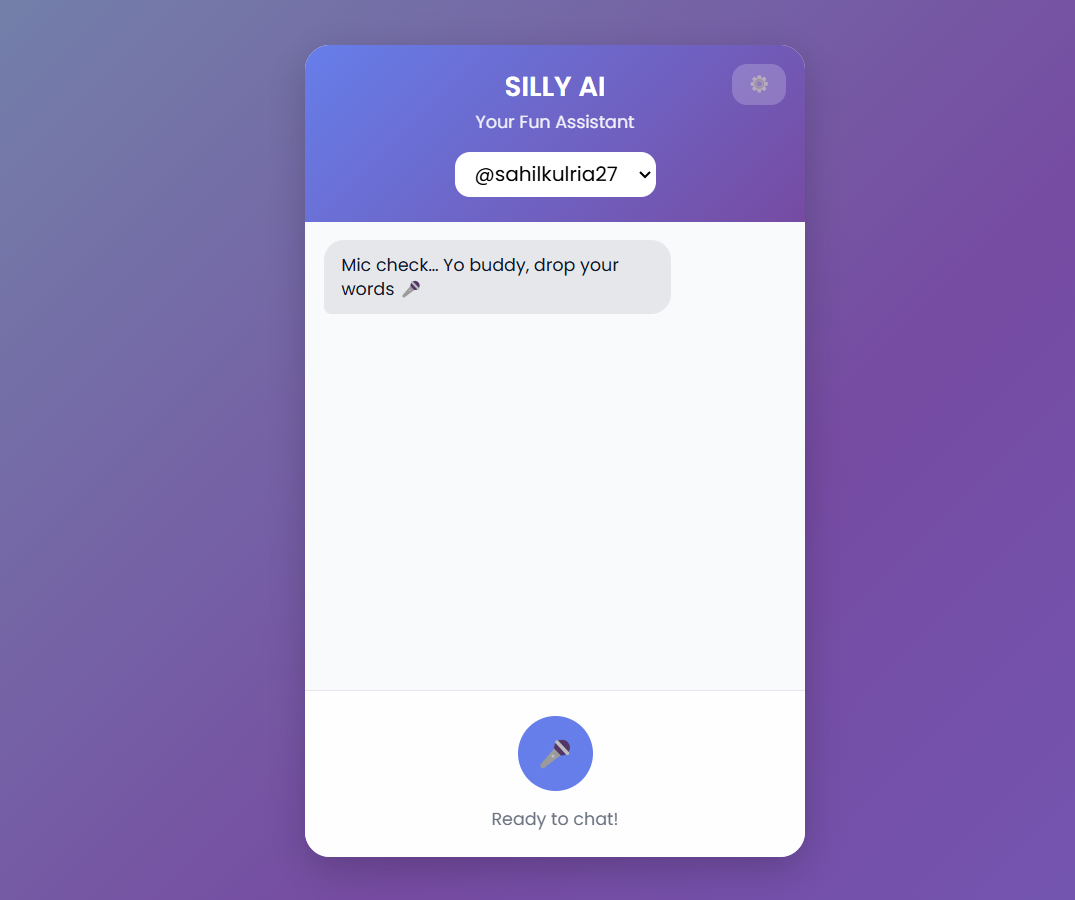 SILLY AI
Your Fun Assistant
@sahilkulria27
Mic check... Yo buddy, drop your
words 🎤
Ready to chat!